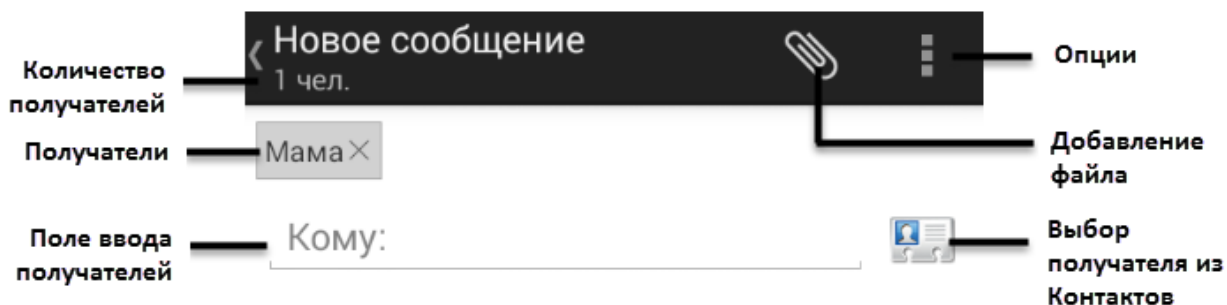 Новое сообщение
1 чел.
Количество
получателей
Опции
Получатели
Мама
Добавление
файла
Поле ввода
получателей
Кому:
Выбор
получателя из
Контактов